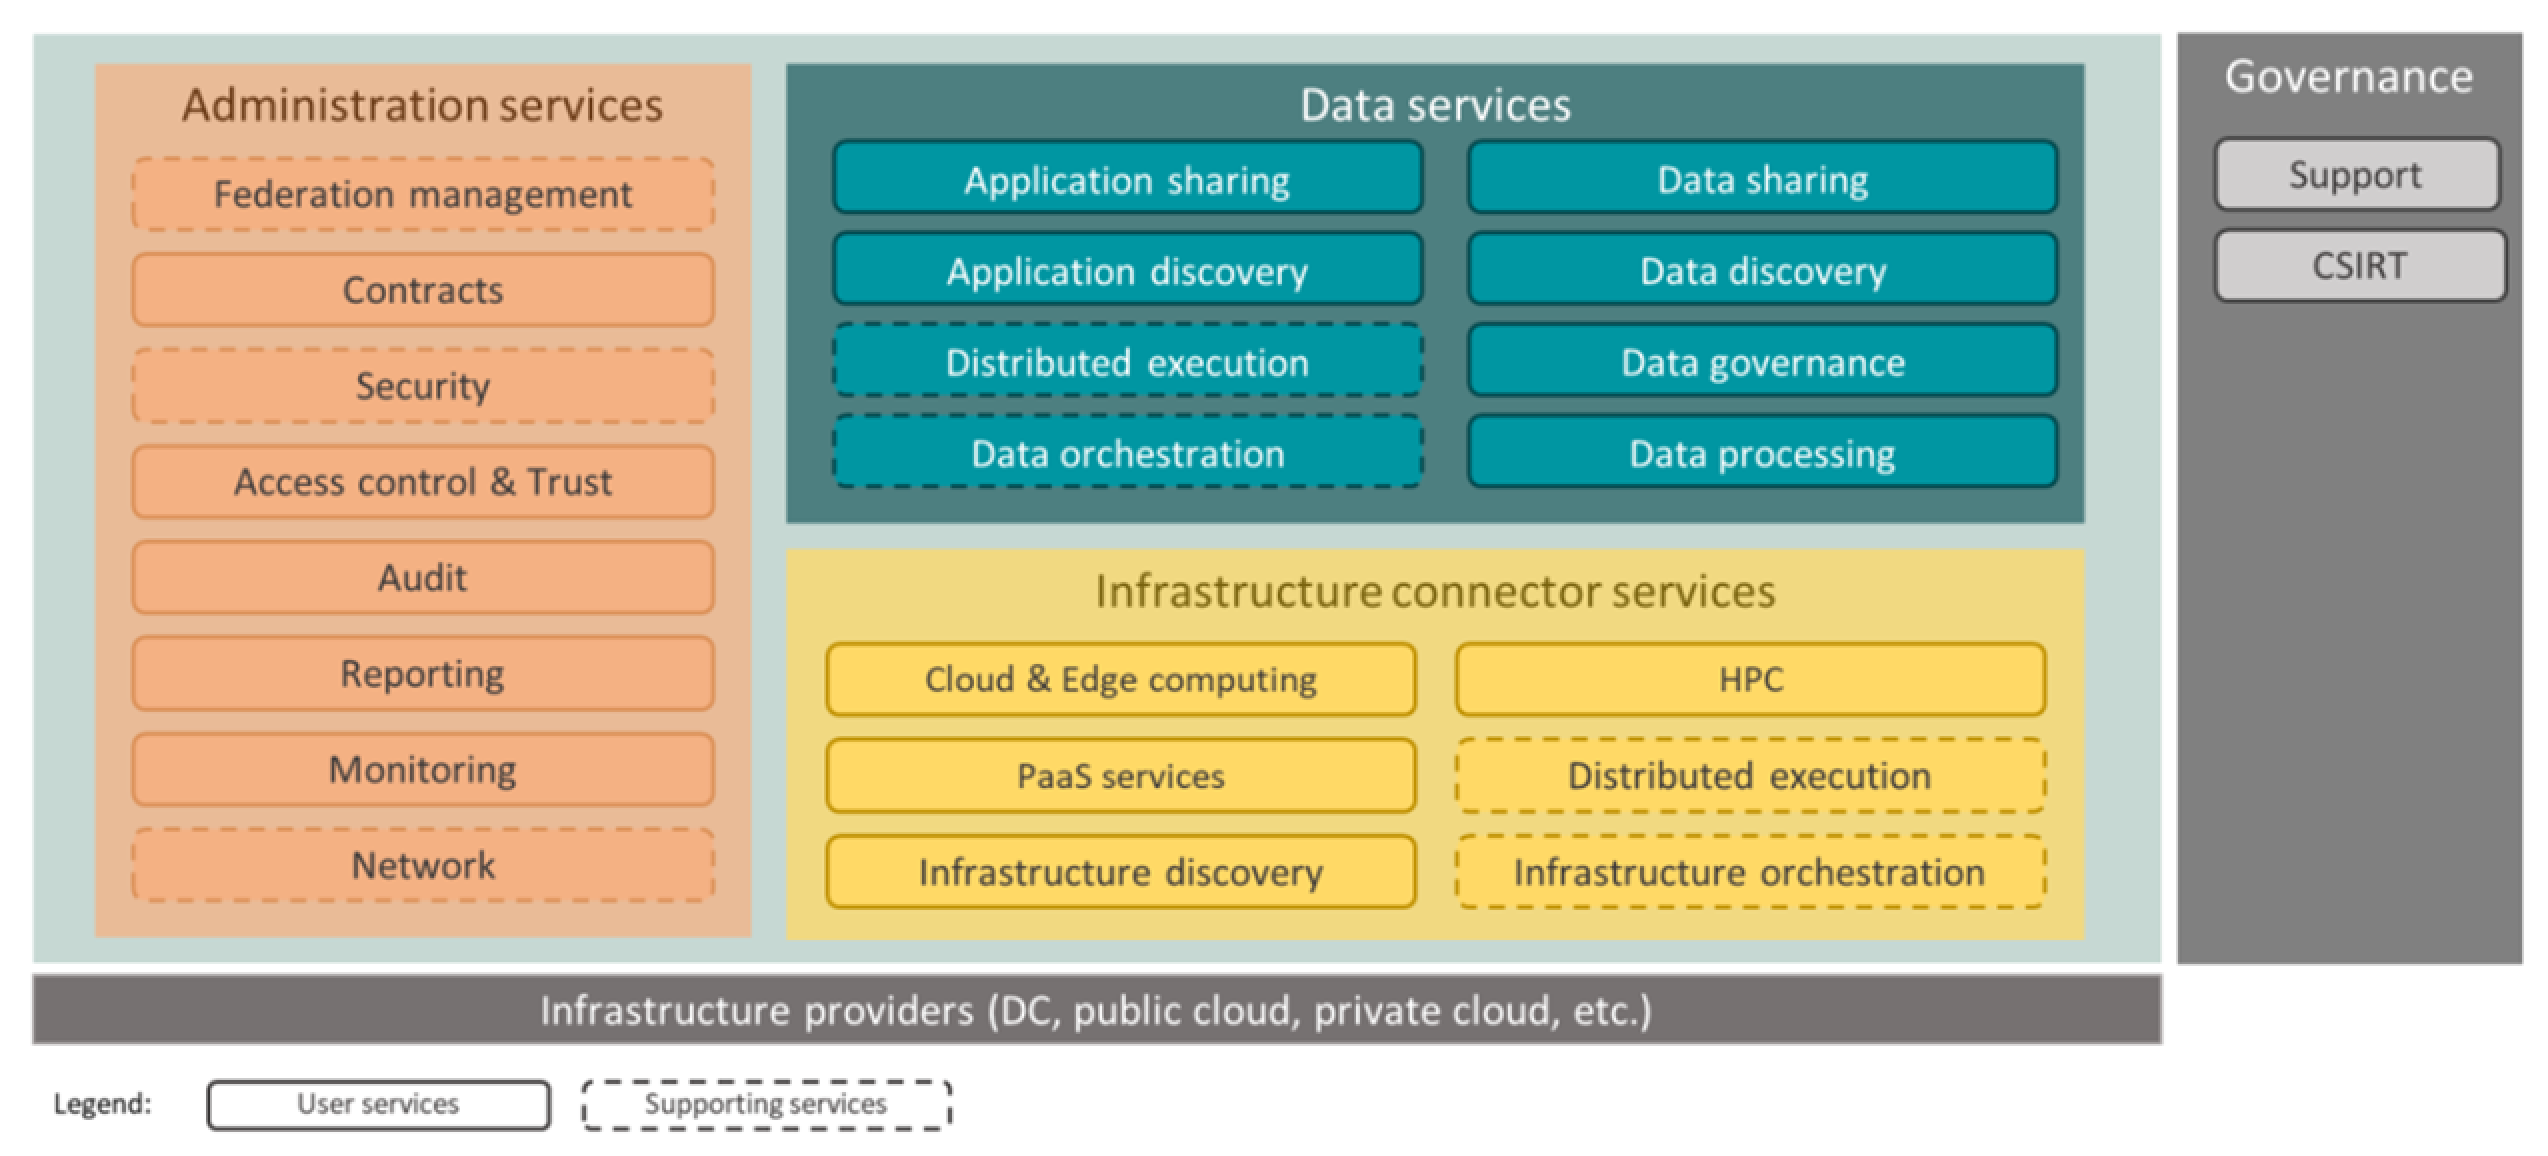 Administration services
Federation management
Contracts
Security
Access control & Trust
Audit
Reporting
Monitoring
Network
Data services
Application sharing
Data sharing
Application discovery
Data discovery
Distributed execution
Data governance
Data orchestration
Data processing
Infrastructure connector services
Cloud & Edge computing
HPC
PaaS services
Distributed execution
Infrastructure discovery
Infrastructure orchestration
Governance
Support
CSIRT
Infrastructure providers (DC, public cloud, private cloud, etc.)
Legend:
User services
Supporting services